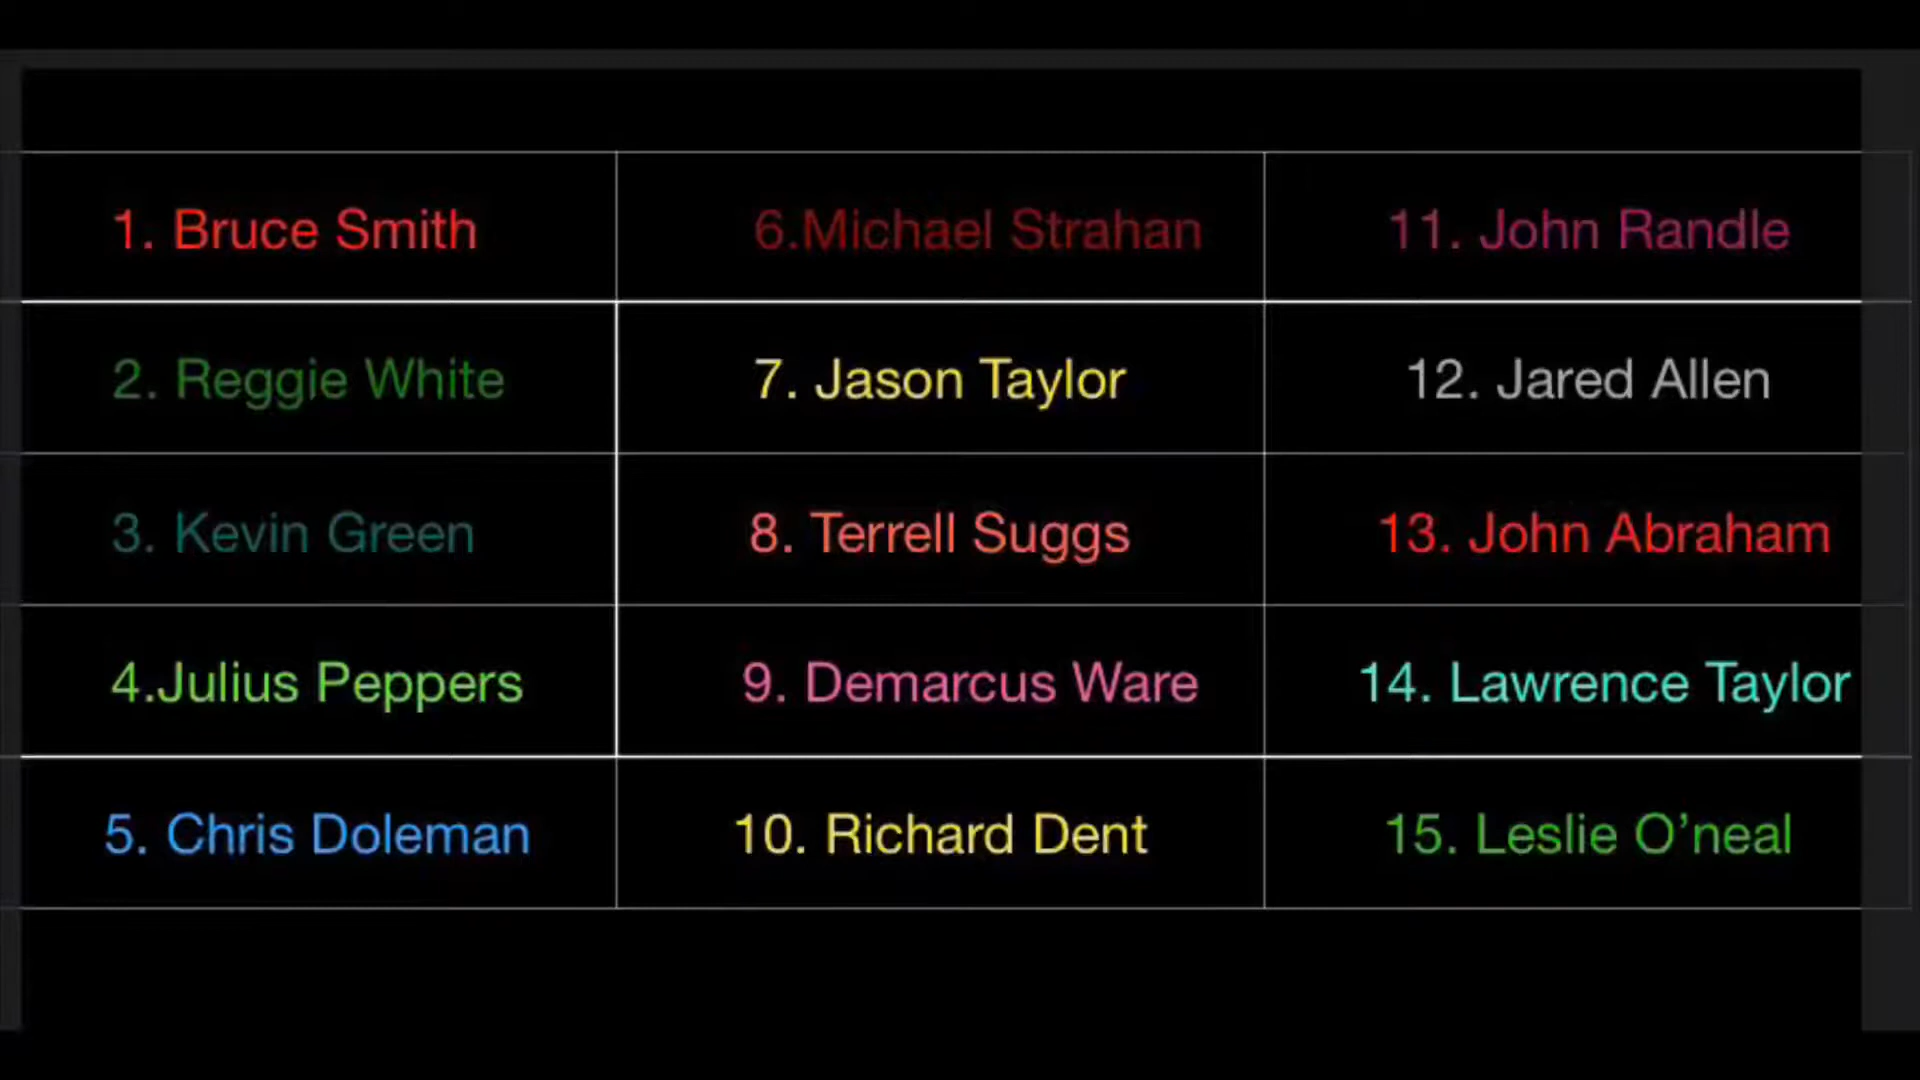 1. Bruce Smith
2. Reggie White
3. Kevin Green
4.Julius Peppers
5. Chris Doleman
6.Michael Strahan
7. Jason Taylor
8. Terrell Suggs
9. Demarcus Ware
10. Richard Dent
11. John Randle
12. Jared Allen
13. John Abraham
14. Lawrence Taylor
15. Leslie O’neal